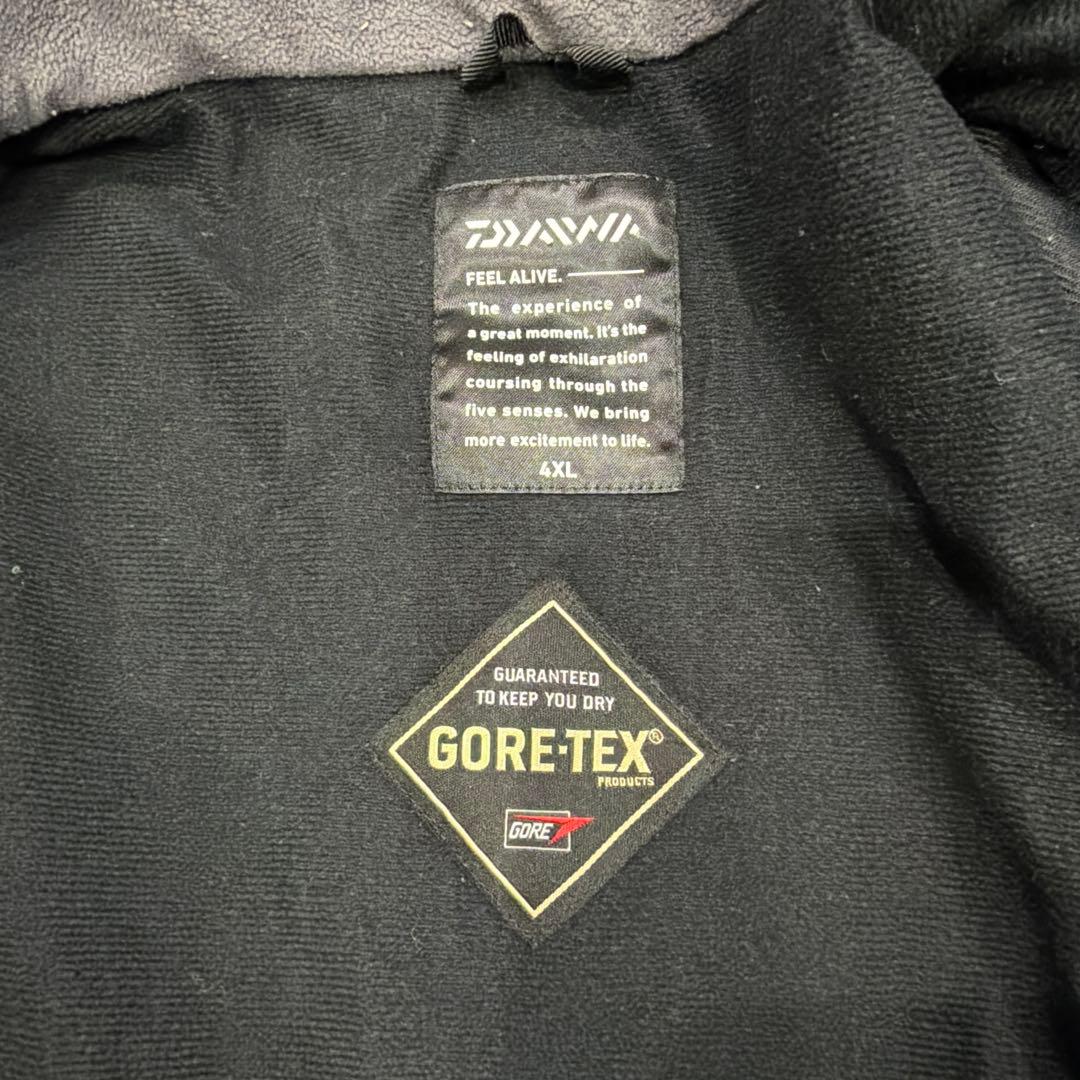 DAIWA
FEEL ALIVE.
The experience of
a great moment. It's the
feeling of exhilaration
coursing through the
five senses. We bring
more excitement to life.
4XL
GUARANTEED
TO KEEP YOU DRY
GORE-TEX®
PRODUCTS
GORE